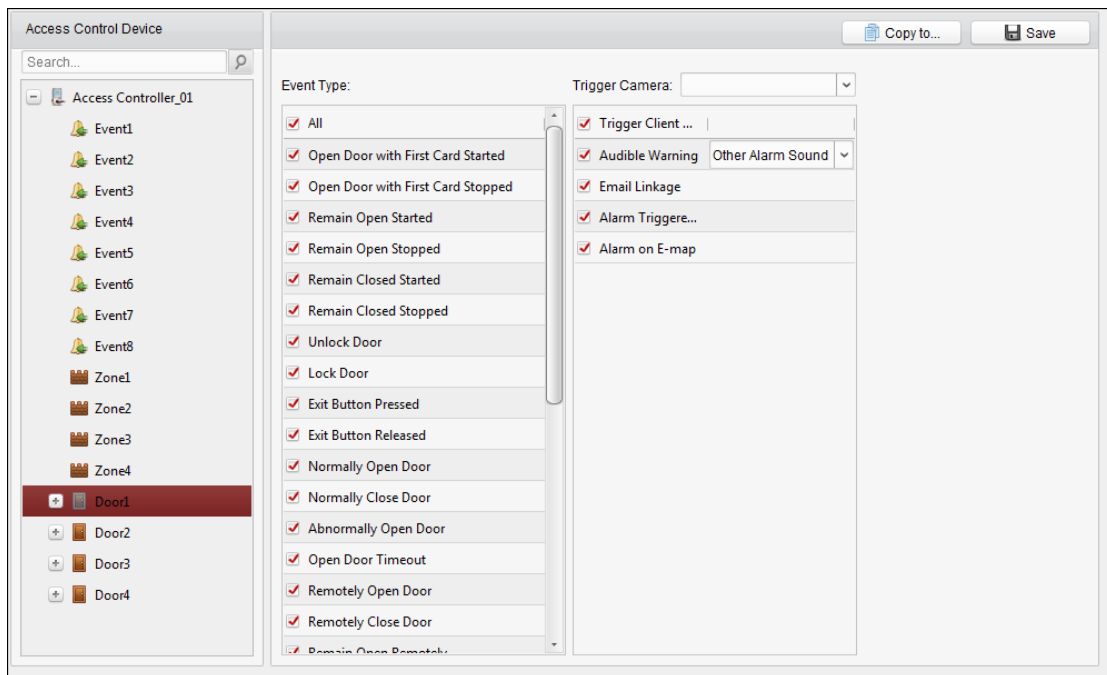 Access Control Device
Copy to...
Save
Search...
Access Controller_01
Event1
Event2
Event3
Event4
Event5
Event6
Event7
Event8
Zone1
Zone2
Zone3
Zone4
Door1
Door2
Door3
Door4
Event Type:
All
Open Door with First Card Started
Open Door with First Card Stopped
Remain Open Started
Remain Open Stopped
Remain Closed Started
Remain Closed Stopped
Unlock Door
Lock Door
Exit Button Pressed
Exit Button Released
Normally Open Door
Normally Close Door
Abnormally Open Door
Open Door Timeout
Remotely Open Door
Remotely Close Door
Remain Open Remotely
Trigger Camera:
Trigger Client ...
Audible Warning Other Alarm Sound
Email Linkage
Alarm Triggere...
Alarm on E-map